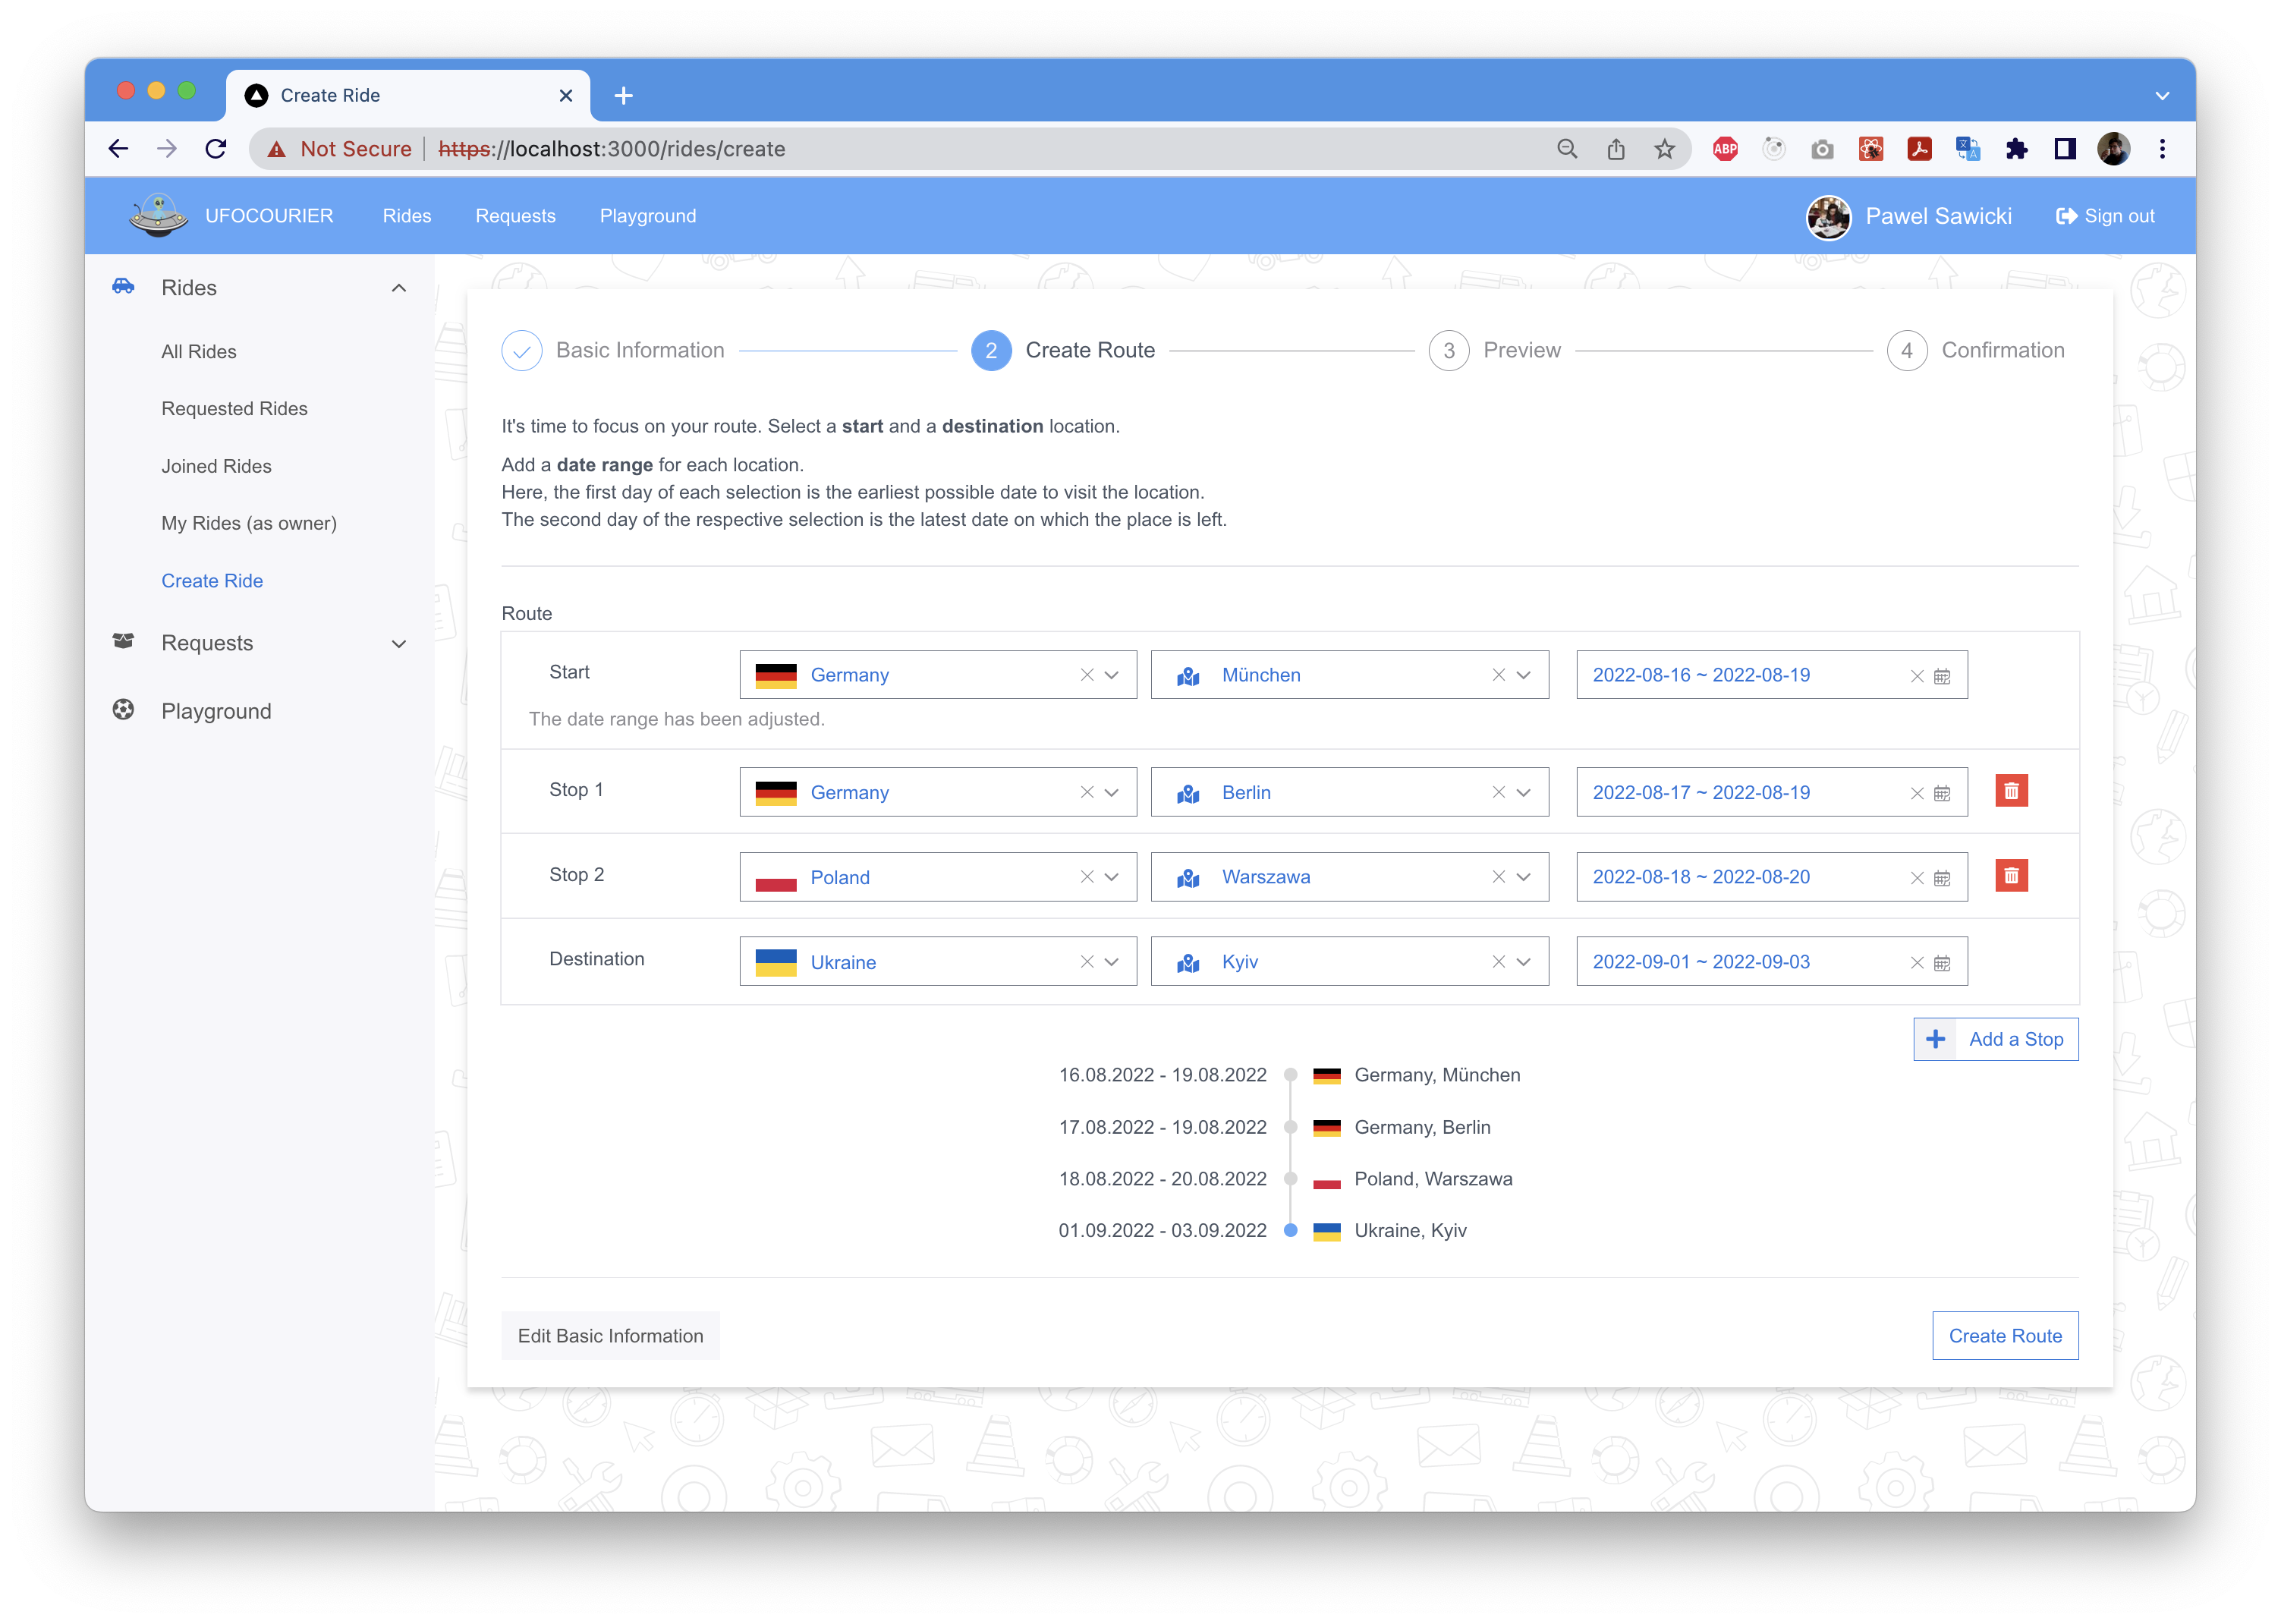 Create Ride
Not Secure
https://localhost:3000/rides/create
ABP
UFOCOURIER Rides Requests Playground
Pawel Sawicki
Sign out
Rides
All Rides
Requested Rides
Joined Rides
My Rides (as owner)
Create Ride
Requests
Playground
Basic Information
2 Create Route
3 Preview
4 Confirmation
It's time to focus on your route. Select a start and a destination location.
Add a date range for each location.
Here, the first day of each selection is the earliest possible date to visit the location.
The second day of the respective selection is the latest date on which the place is left.
Route
Start Germany München 2022-08-16 ~ 2022-08-19
The date range has been adjusted.
Stop 1 Germany Berlin 2022-08-17 ~ 2022-08-19
Stop 2 Poland Warszawa 2022-08-18 ~ 2022-08-20
Destination Ukraine Kyiv 2022-09-01 ~ 2022-09-03
Add a Stop
16.08.2022 - 19.08.2022 Germany, München
17.08.2022 - 19.08.2022 Germany, Berlin
18.08.2022 - 20.08.2022 Poland, Warszawa
01.09.2022 - 03.09.2022 Ukraine, Kyiv
Edit Basic Information
Create Route